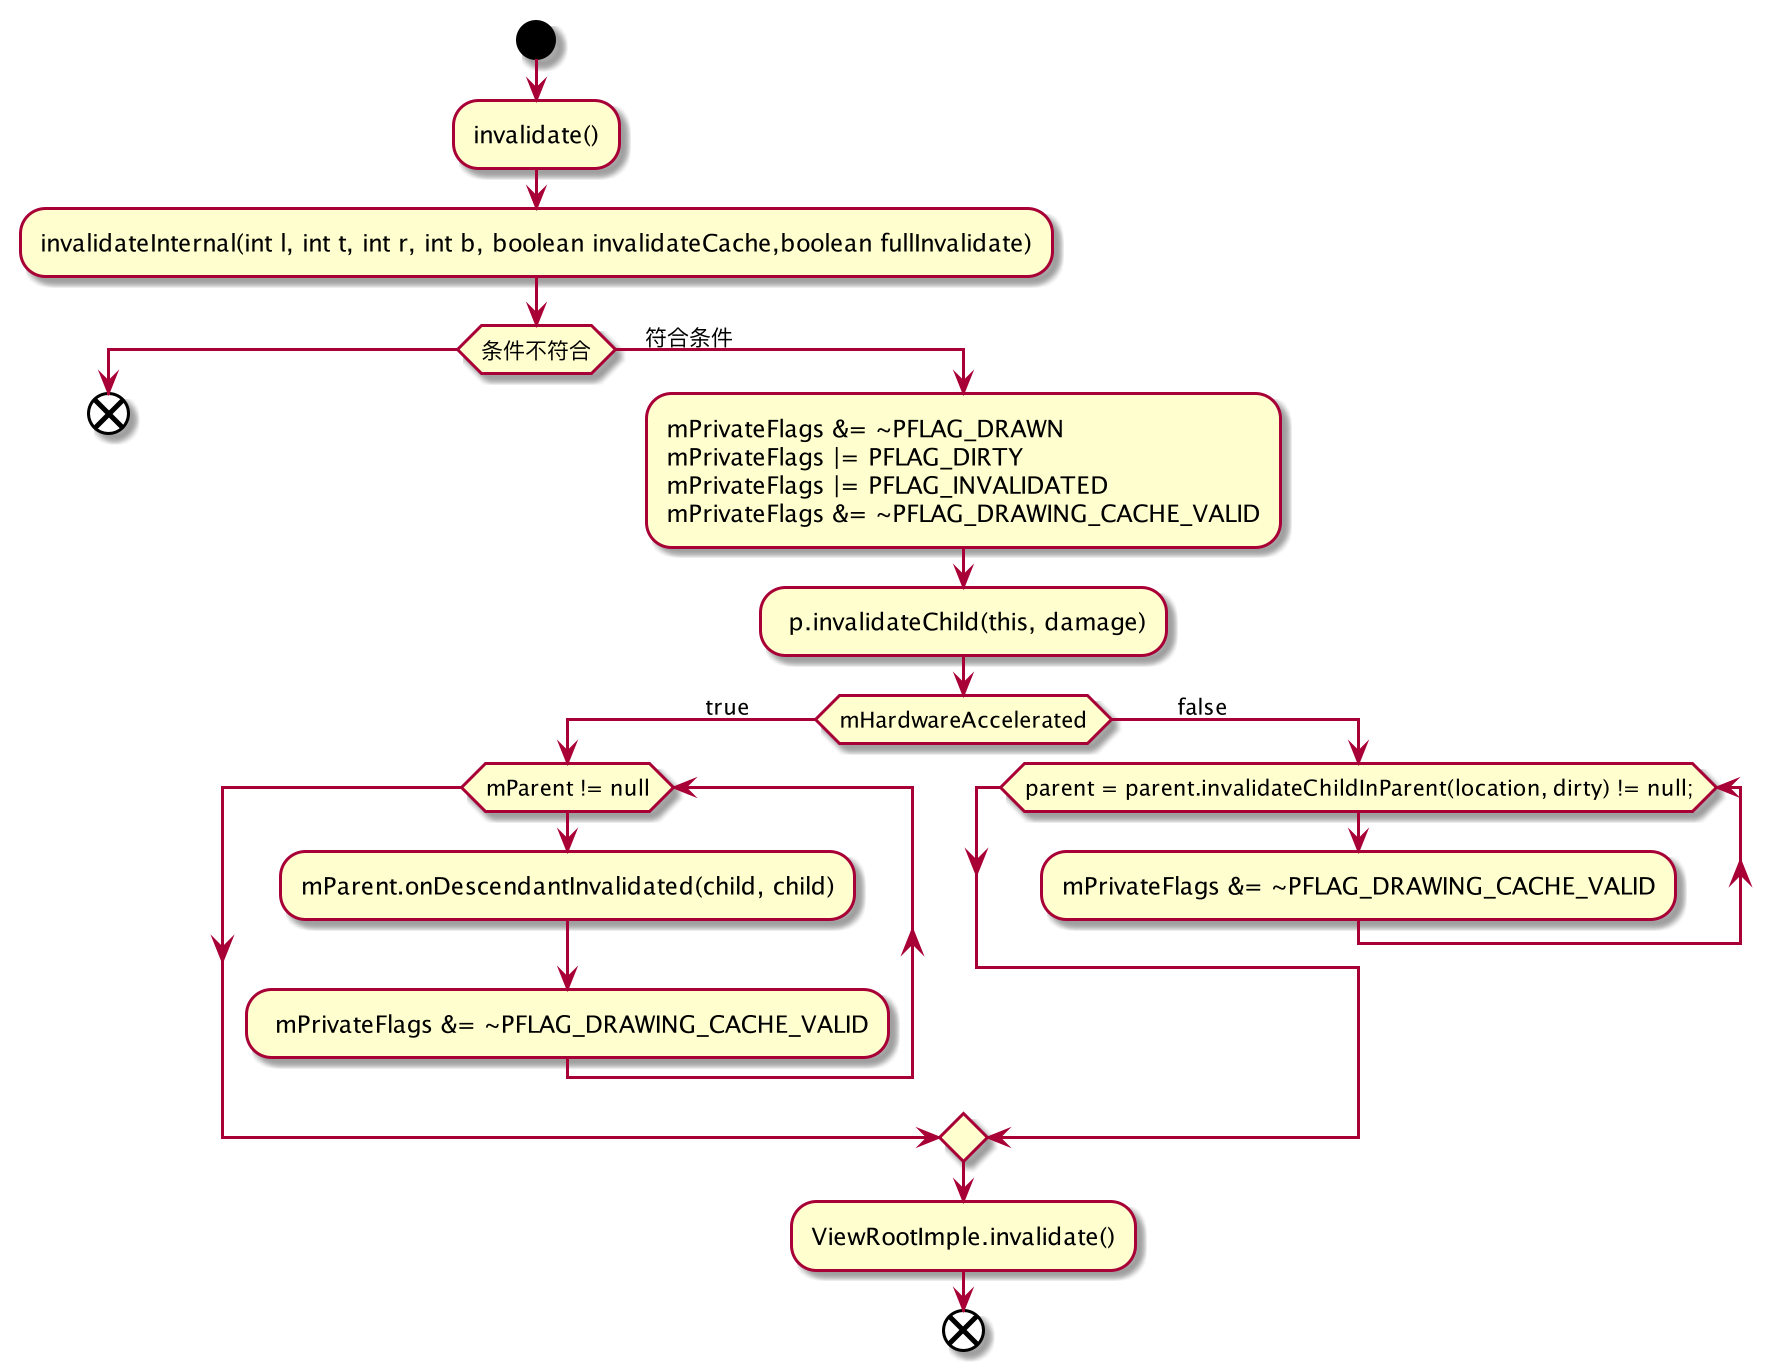 invalidate()
invalidateInternal(int l, int t, int r, int b, boolean invalidateCache,boolean fullInvalidate)
条件不符合
符合条件
mPrivateFlags &= ~PFLAG_DRAWN
mPrivateFlags |= PFLAG_DIRTY
mPrivateFlags |= PFLAG_INVALIDATED
mPrivateFlags &= ~PFLAG_DRAWING_CACHE_VALID
p.invalidateChild(this, damage)
mHardwareAccelerated
true
false
mParent != null
mParent.onDescendantInvalidated(child, child)
mPrivateFlags &= ~PFLAG_DRAWING_CACHE_VALID
parent = parent.invalidateChildInParent(location, dirty) != null;
mPrivateFlags &= ~PFLAG_DRAWING_CACHE_VALID
ViewRootImple.invalidate()